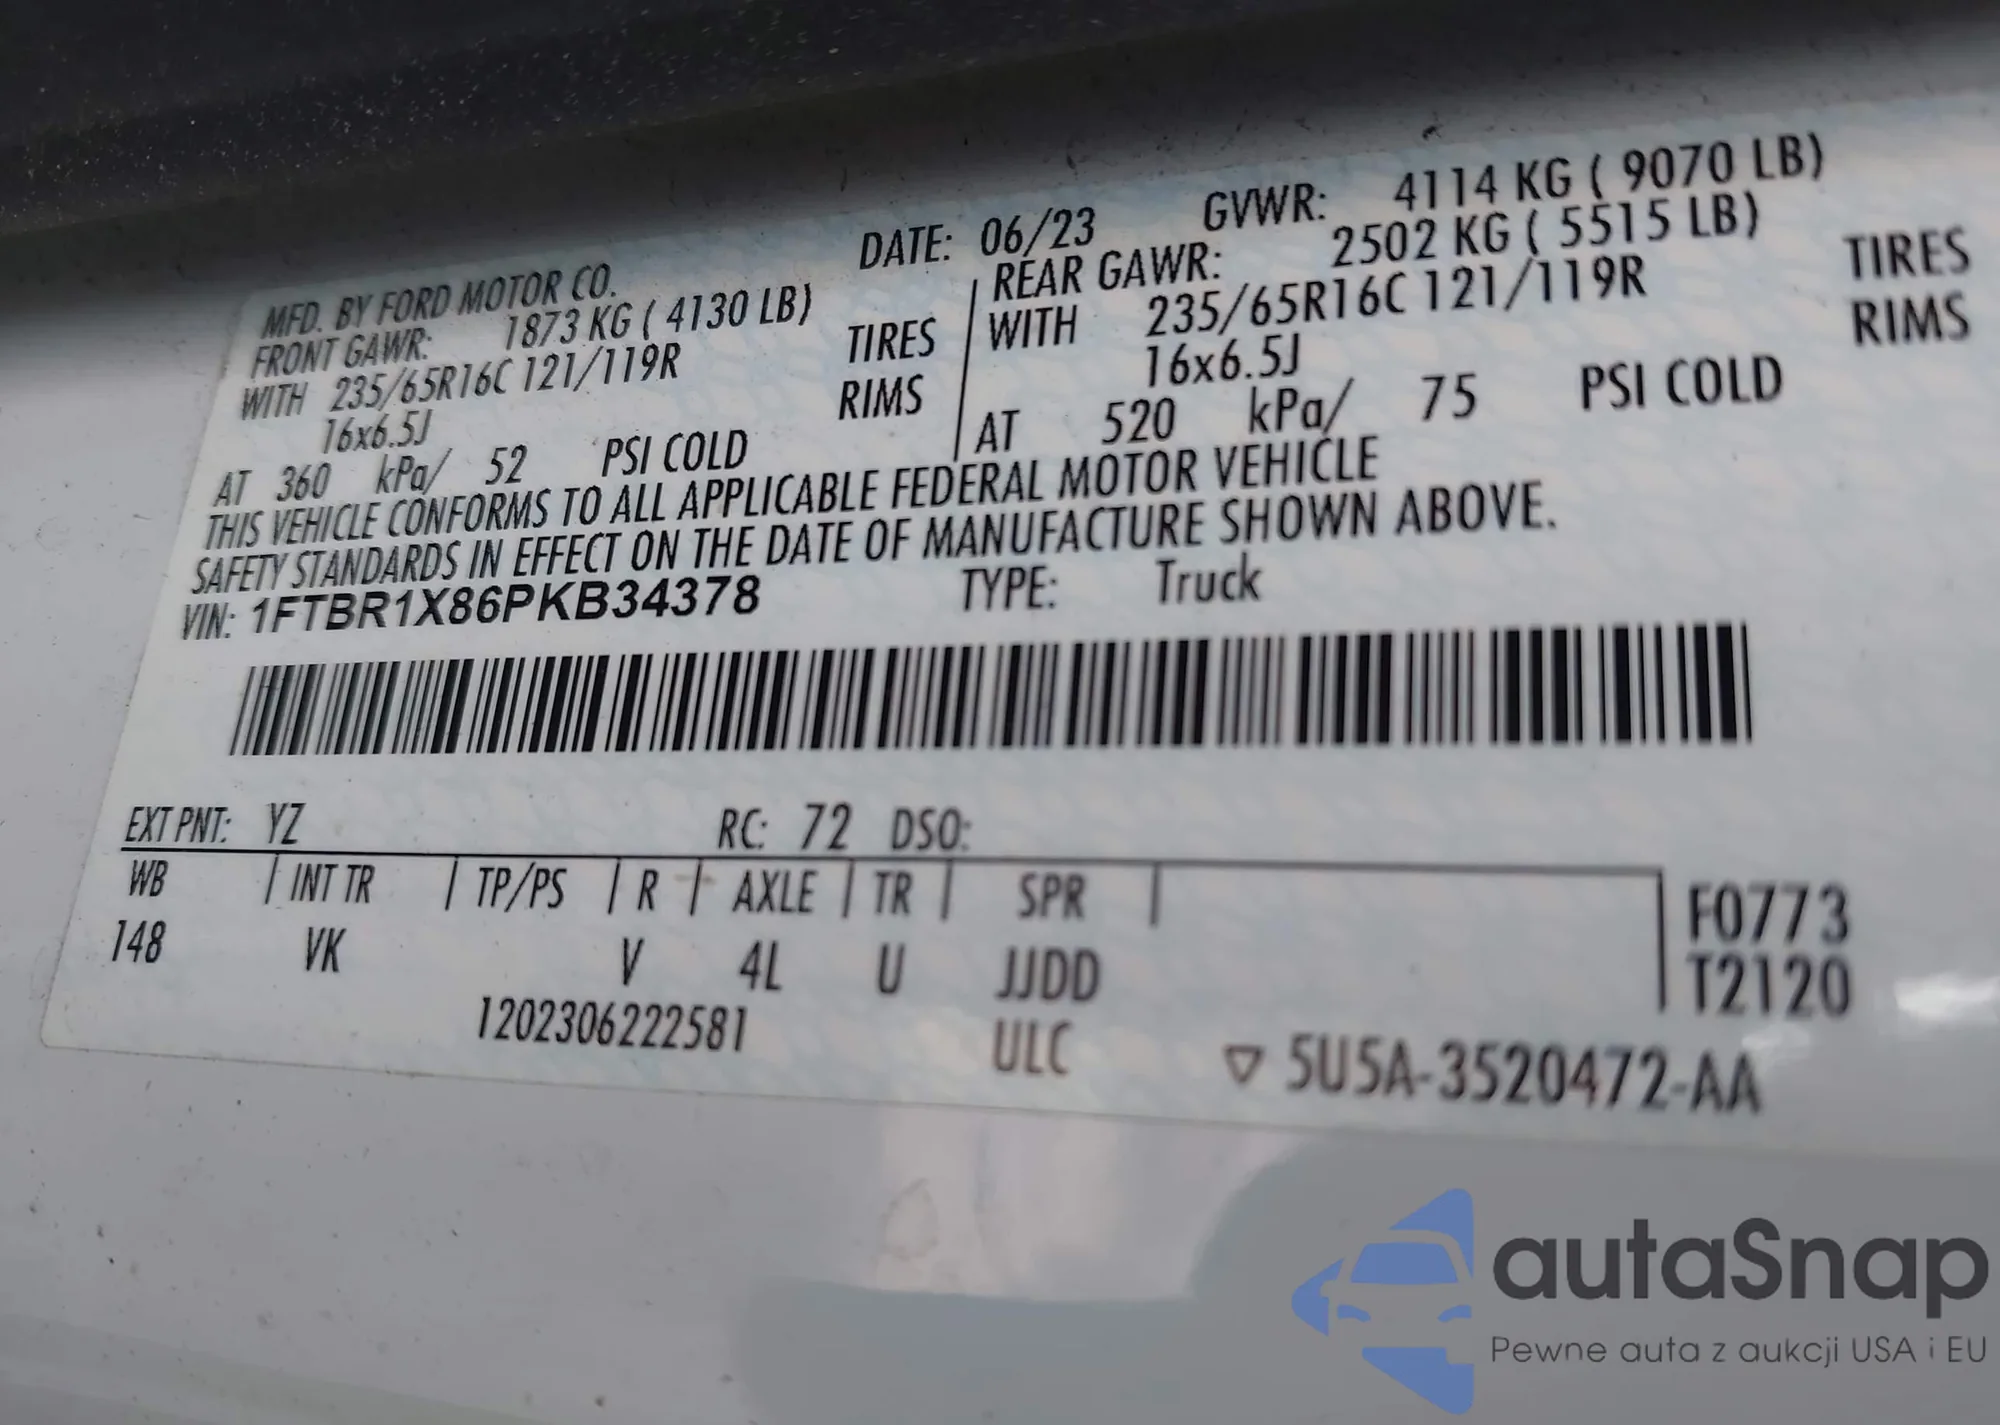 MFD. BY FORD MOTOR CO. DATE: 06/23 GVWR: 4114 KG ( 9070 LB)
FRONT GAWR: 1873 KG ( 4130 LB) REAR GAWR: 2502 KG ( 5515 LB)
WITH 235/65R16C 121/119R TIRES WITH 235/65R16C 121/119R TIRES
16x6.5J RIMS 16x6.5J RIMS
AT 360 kPa/ 52 PSI COLD AT 520 kPa/ 75 PSI COLD
THIS VEHICLE CONFORMS TO ALL APPLICABLE FEDERAL MOTOR VEHICLE
SAFETY STANDARDS IN EFFECT ON THE DATE OF MANUFACTURE SHOWN ABOVE.
VIN: 1FTBR1X86PKB34378 TYPE: Truck
EXT PNT: YZ RC: 72 DSO:
WB INT TR TP/PS R AXLE TR SPR F0773
148 VK V 4L U JJDD T2120
1202306222581 ULC ▽ 5U5A-3520472-AA
autaSnap
Pewne auta z aukcji USA i EU